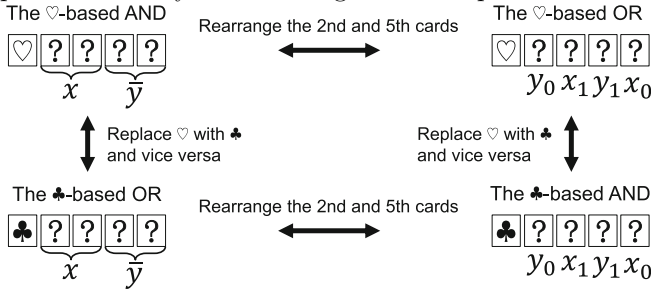 The ♡-based AND
Rearrange the 2nd and 5th cards
The ♡-based OR
♡ ? ? ? ?
x ȳ
♡ ? ? ? ?
y₀ x₁ y₁ x₀
Replace ♡ with ♣
and vice versa
Replace ♡ with ♣
and vice versa
The ♣-based OR
Rearrange the 2nd and 5th cards
The ♣-based AND
♣ ? ? ? ?
x ȳ
♣ ? ? ? ?
y₀ x₁ y₁ x₀